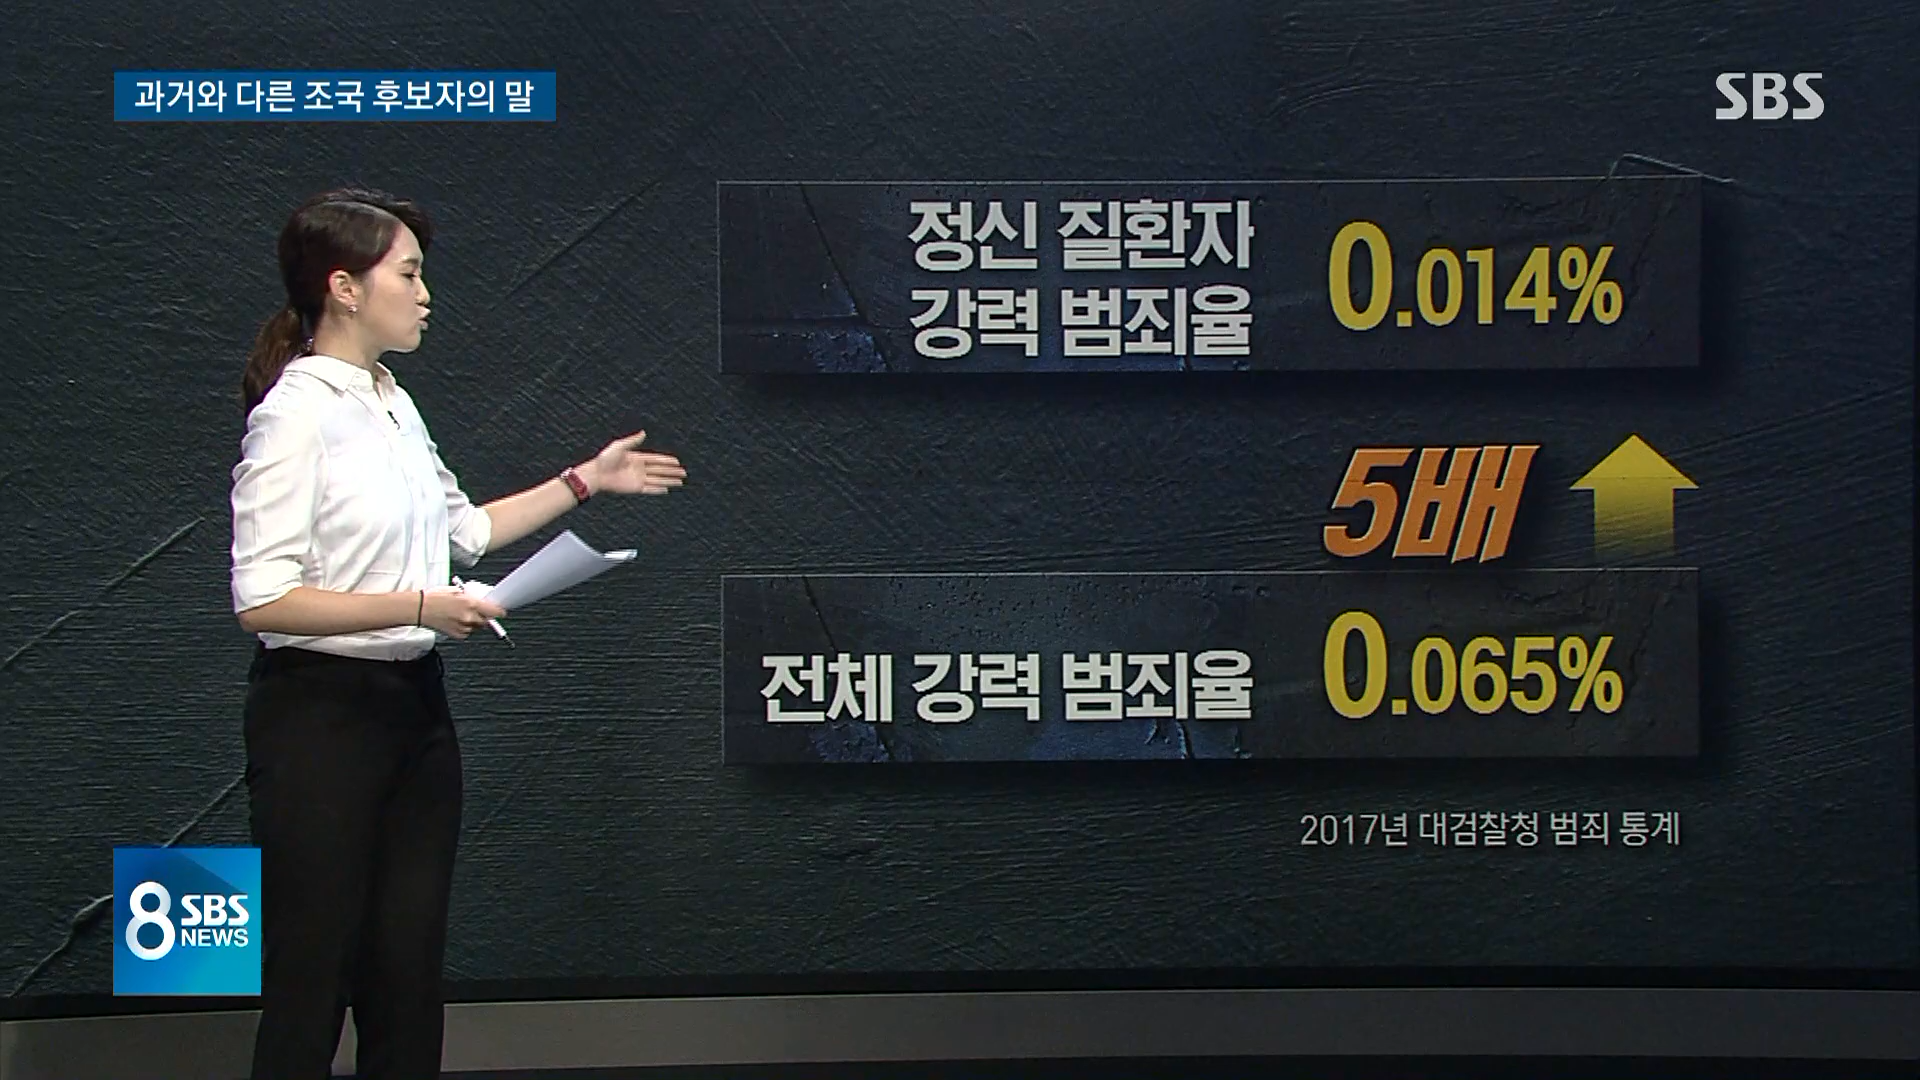 과거와 다른 조국 후보자의 말
SBS
정신 질환자
강력 범죄율
0.014%
5배
전체 강력 범죄율
0.065%
2017년 대검찰청 범죄 통계
8 SBS
NEWS